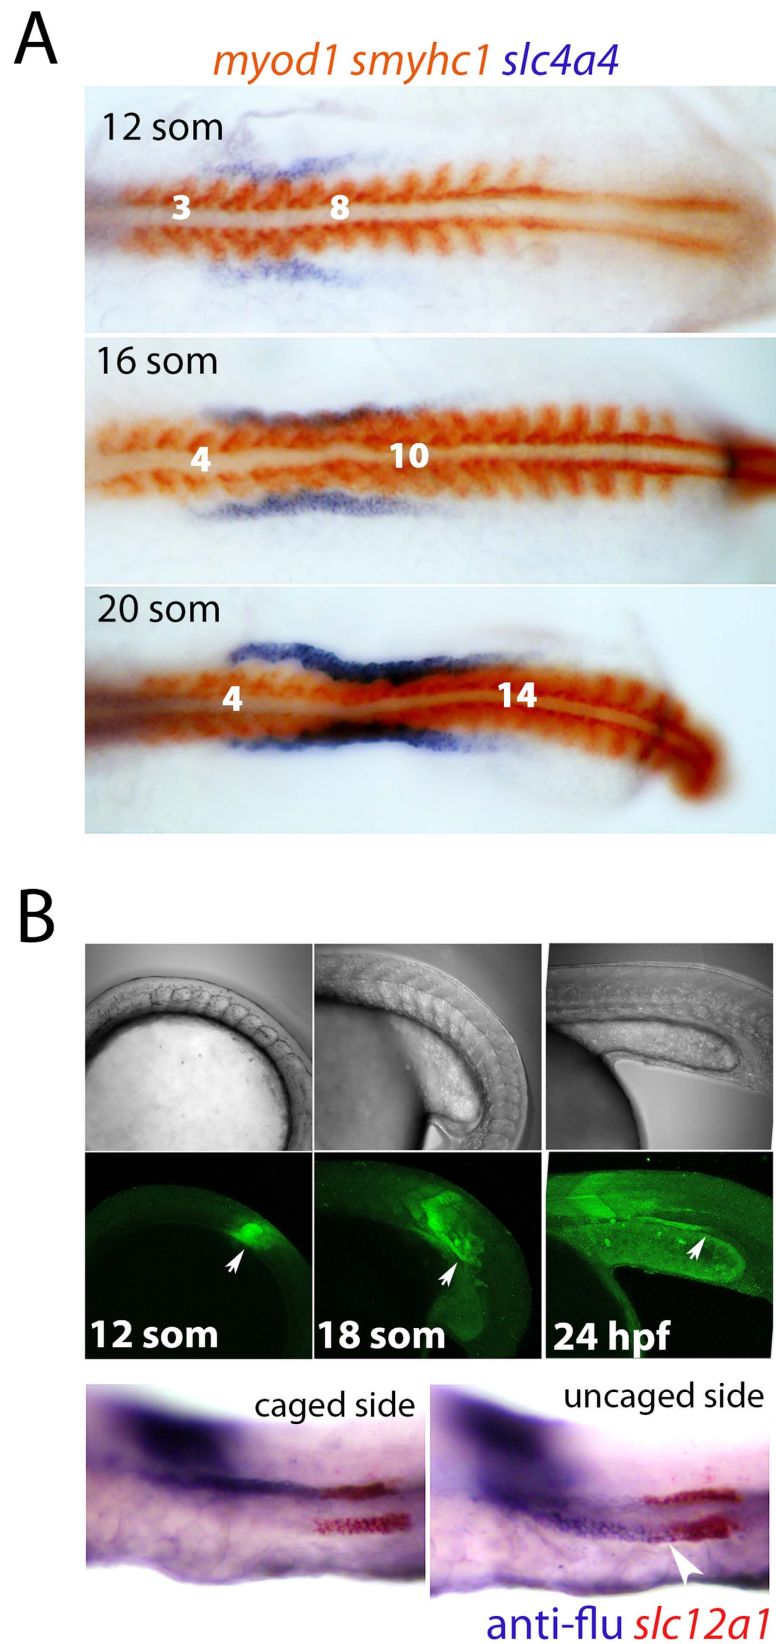 A
myod1 smyhc1 slc4a4
12 som
3 8
16 som
4 10
20 som
4 14
B
12 som 18 som 24 hpf
caged side uncaged side
anti-flu slc12a1